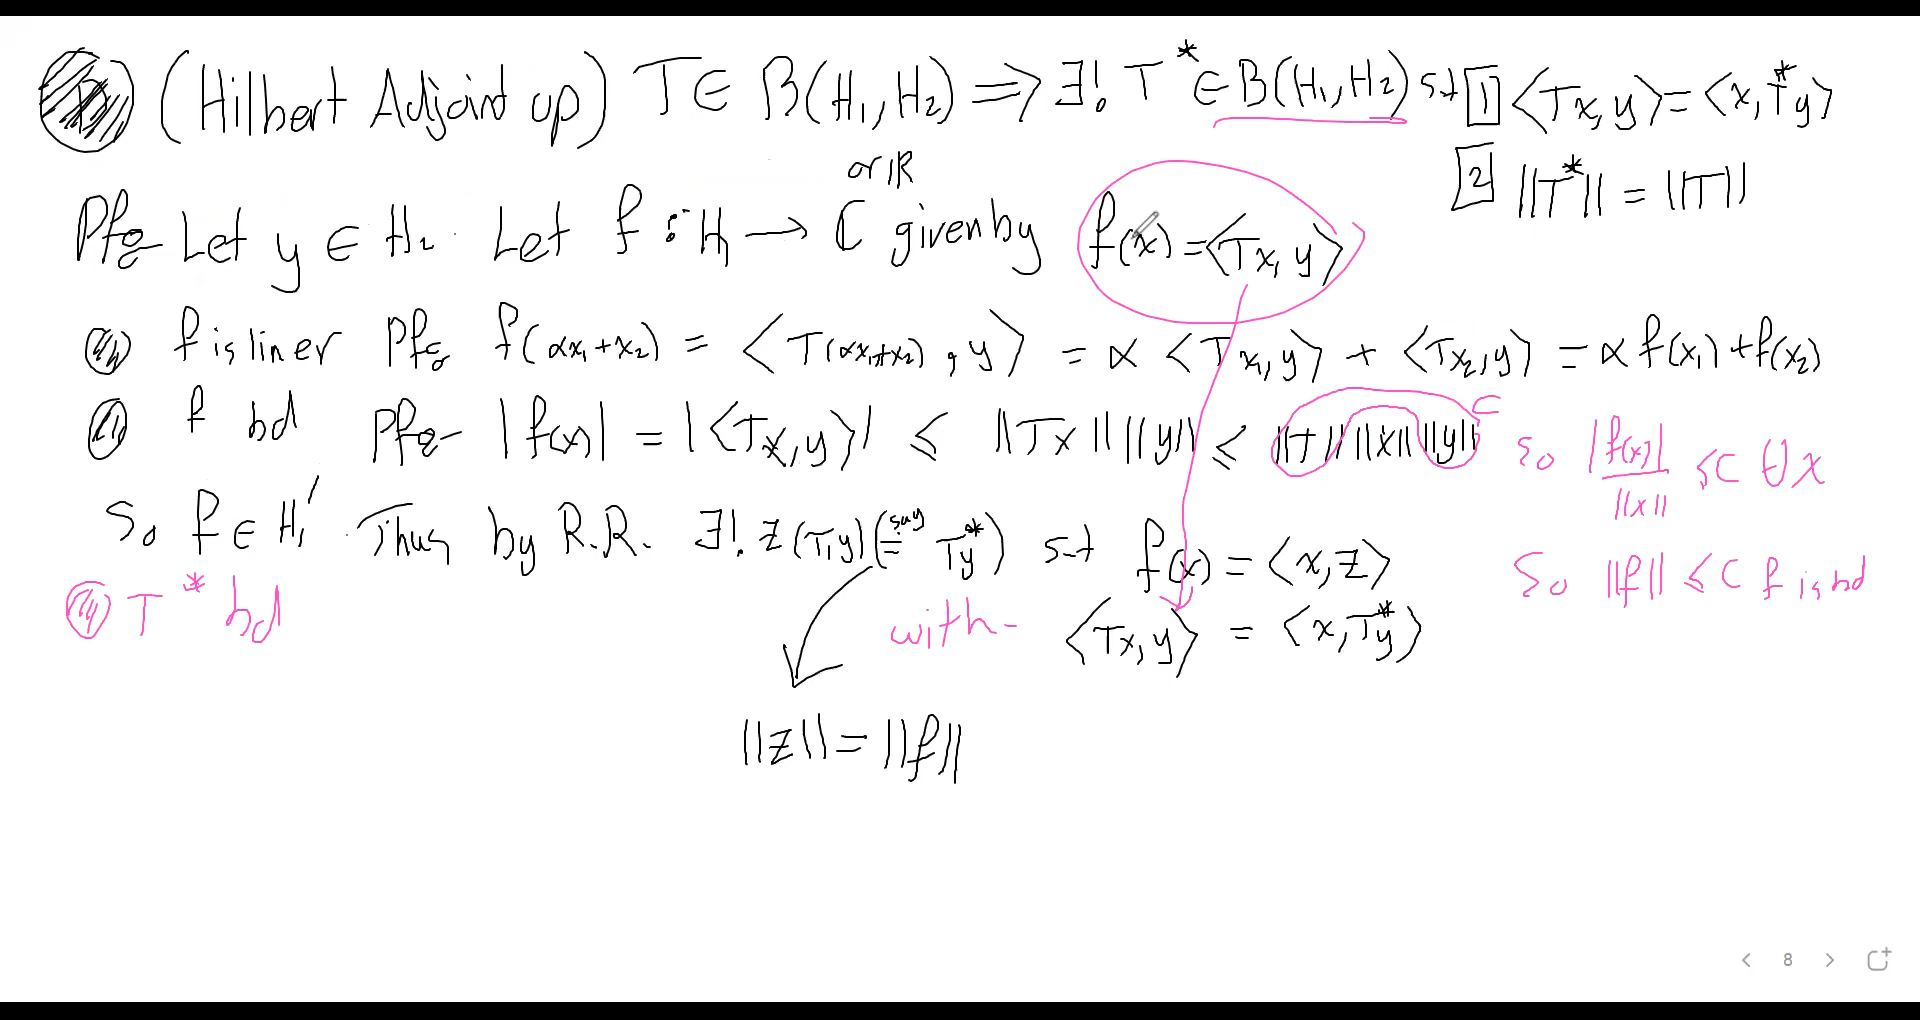 (Hilbert Adjoint op) T ∈ B(H₁, H₂) ⟹ ∃! T* ∈ B(H₁, H₂) st [1] ⟨Tx, y⟩ = ⟨x, T*y⟩
[2] ||T*|| = ||T||
or ℝ
Pf:- Let y ∈ H₂. Let f : H₁ → ℂ given by f(x) = ⟨Tx, y⟩
f is liner Pf: f(αx₁+x₂) = ⟨T(αx₁+x₂), y⟩ = α⟨Tx₁, y⟩ + ⟨Tx₂, y⟩ = αf(x₁)+f(x₂)
f bd Pf:- |f(x)| = |⟨Tx, y⟩| ≤ ||Tx|| ||y|| ≤ ||T|| ||x|| ||y|| C so |f(x)|/||x|| ≤ C ∀x
So f ∈ H₁' Thus by R.R. ∃! z(T,y) (say = T*y) s.t f(x) = ⟨x, z⟩
So ||f|| ≤ C f is bd
T* bd with- ⟨Tx, y⟩ = ⟨x, T*y⟩
||z|| = ||f||
8